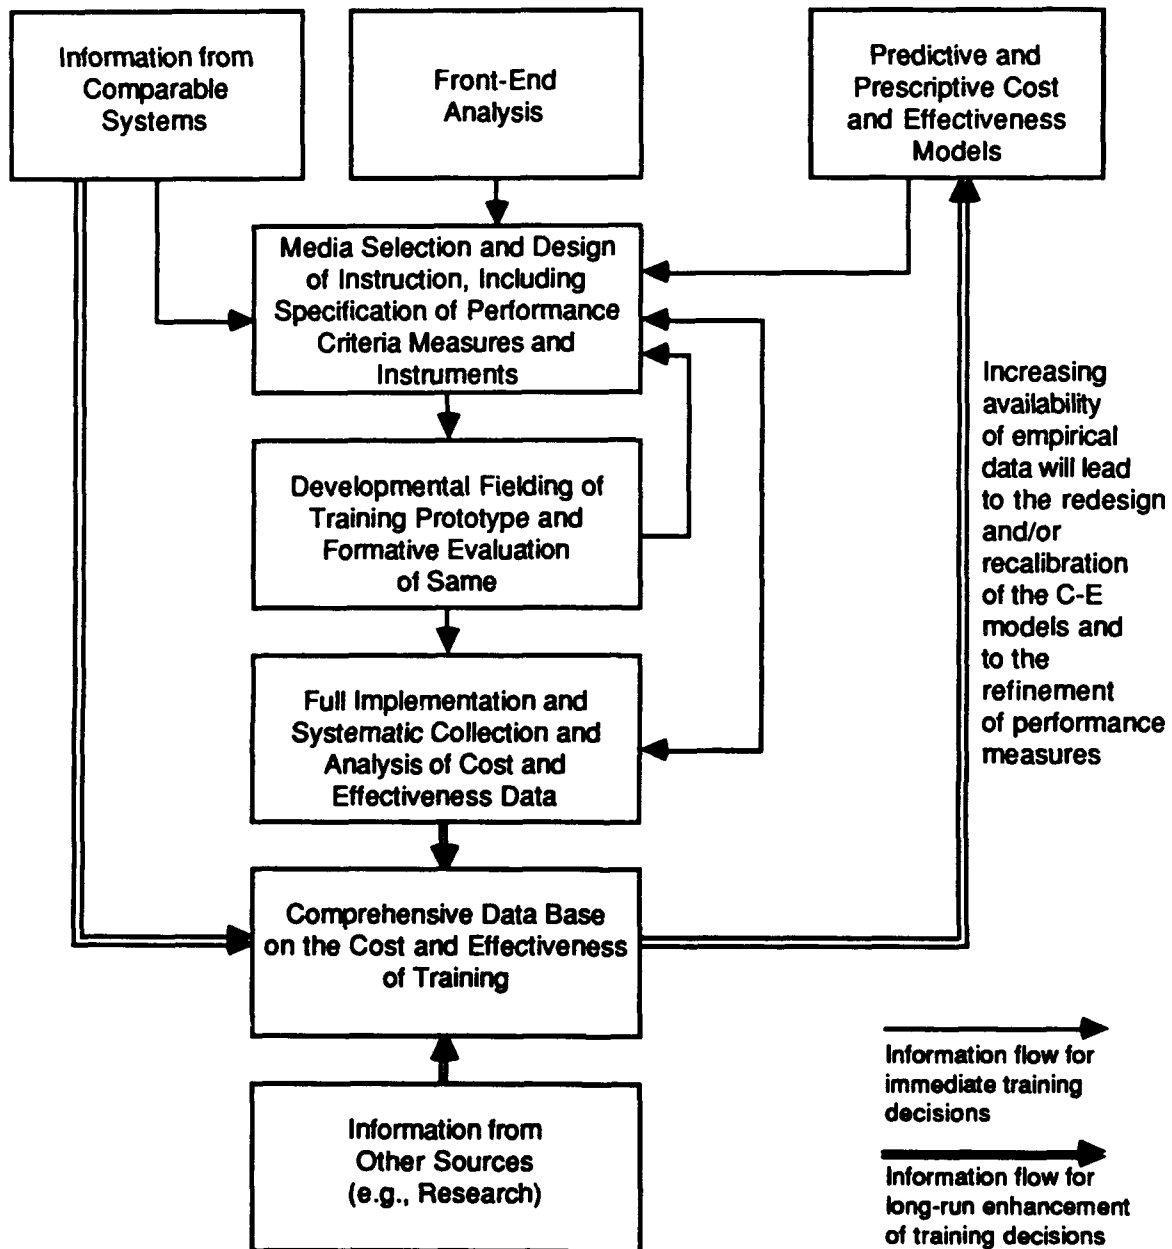 Information from
Comparable
Systems
Front-End
Analysis
Predictive and
Prescriptive Cost
and Effectiveness
Models
Media Selection and Design
of Instruction, Including
Specification of Performance
Criteria Measures and
Instruments
Increasing
availability
of empirical
data will lead
to the redesign
and/or
recalibration
of the C-E
models and
to the
refinement
of performance
measures
Developmental Fielding of
Training Prototype and
Formative Evaluation
of Same
Full Implementation and
Systematic Collection and
Analysis of Cost and
Effectiveness Data
Comprehensive Data Base
on the Cost and Effectiveness
of Training
Information from
Other Sources
(e.g., Research)
Information flow for
immediate training
decisions
Information flow for
long-run enhancement
of training decisions